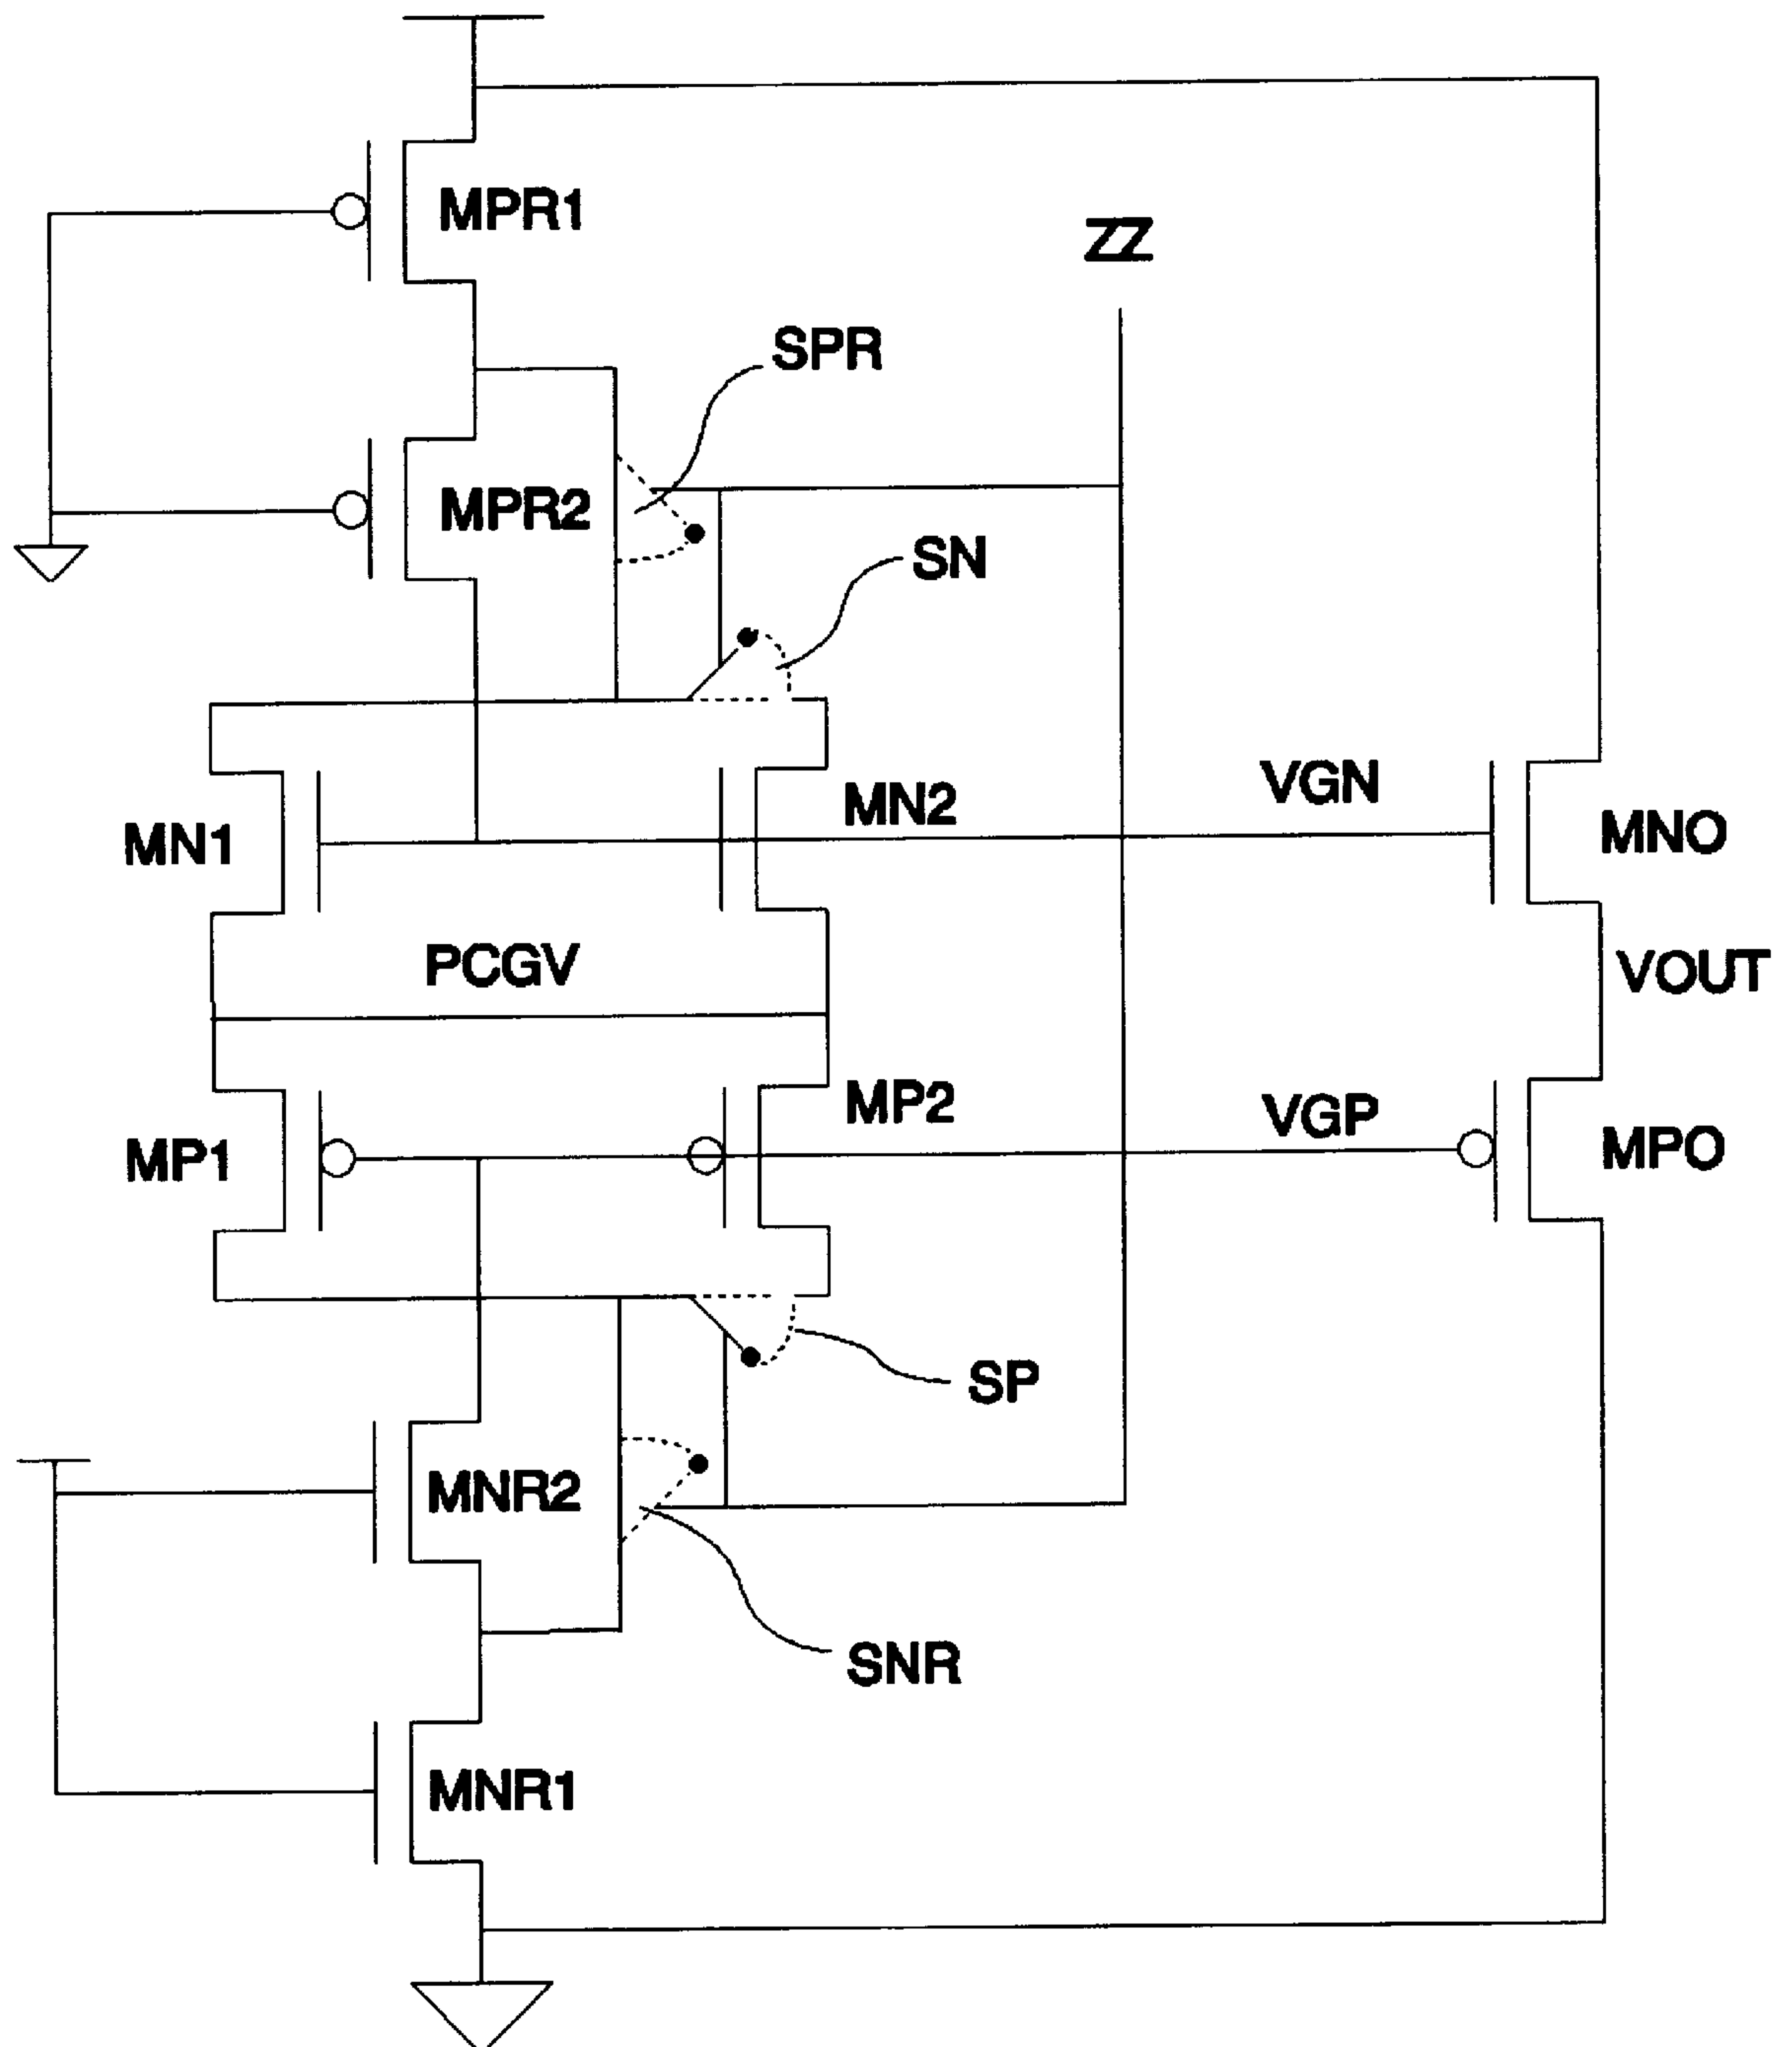 MPR1
ZZ
SPR
MPR2
SN
VGN
MN2
MN1
MNO
PCGV
VOUT
MP2
VGP
MP1
MPO
SP
MNR2
SNR
MNR1